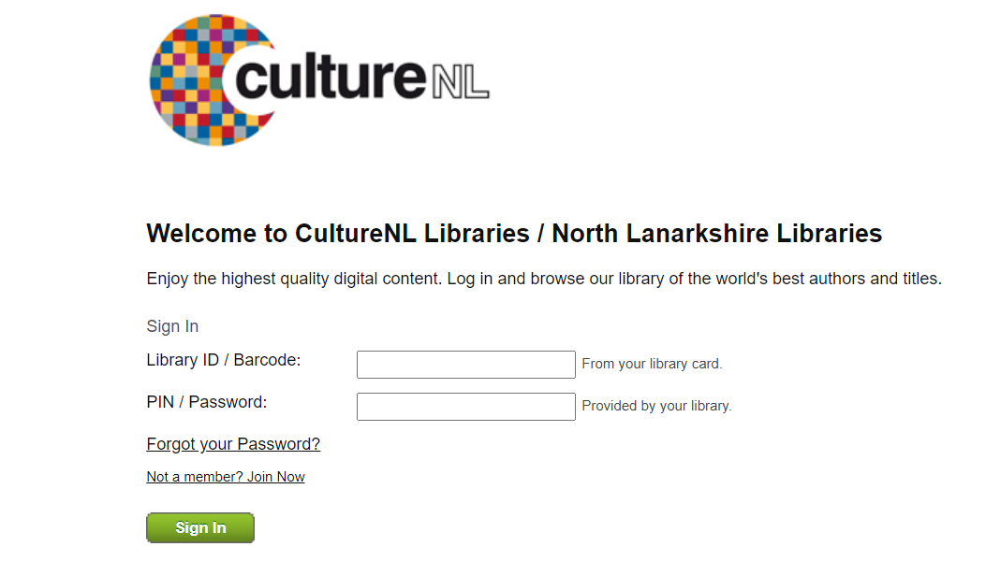 culture NL
Welcome to CultureNL Libraries / North Lanarkshire Libraries
Enjoy the highest quality digital content. Log in and browse our library of the world's best authors and titles.
Sign In
Library ID / Barcode: From your library card.
PIN / Password: Provided by your library.
Forgot your Password?
Not a member? Join Now
Sign In